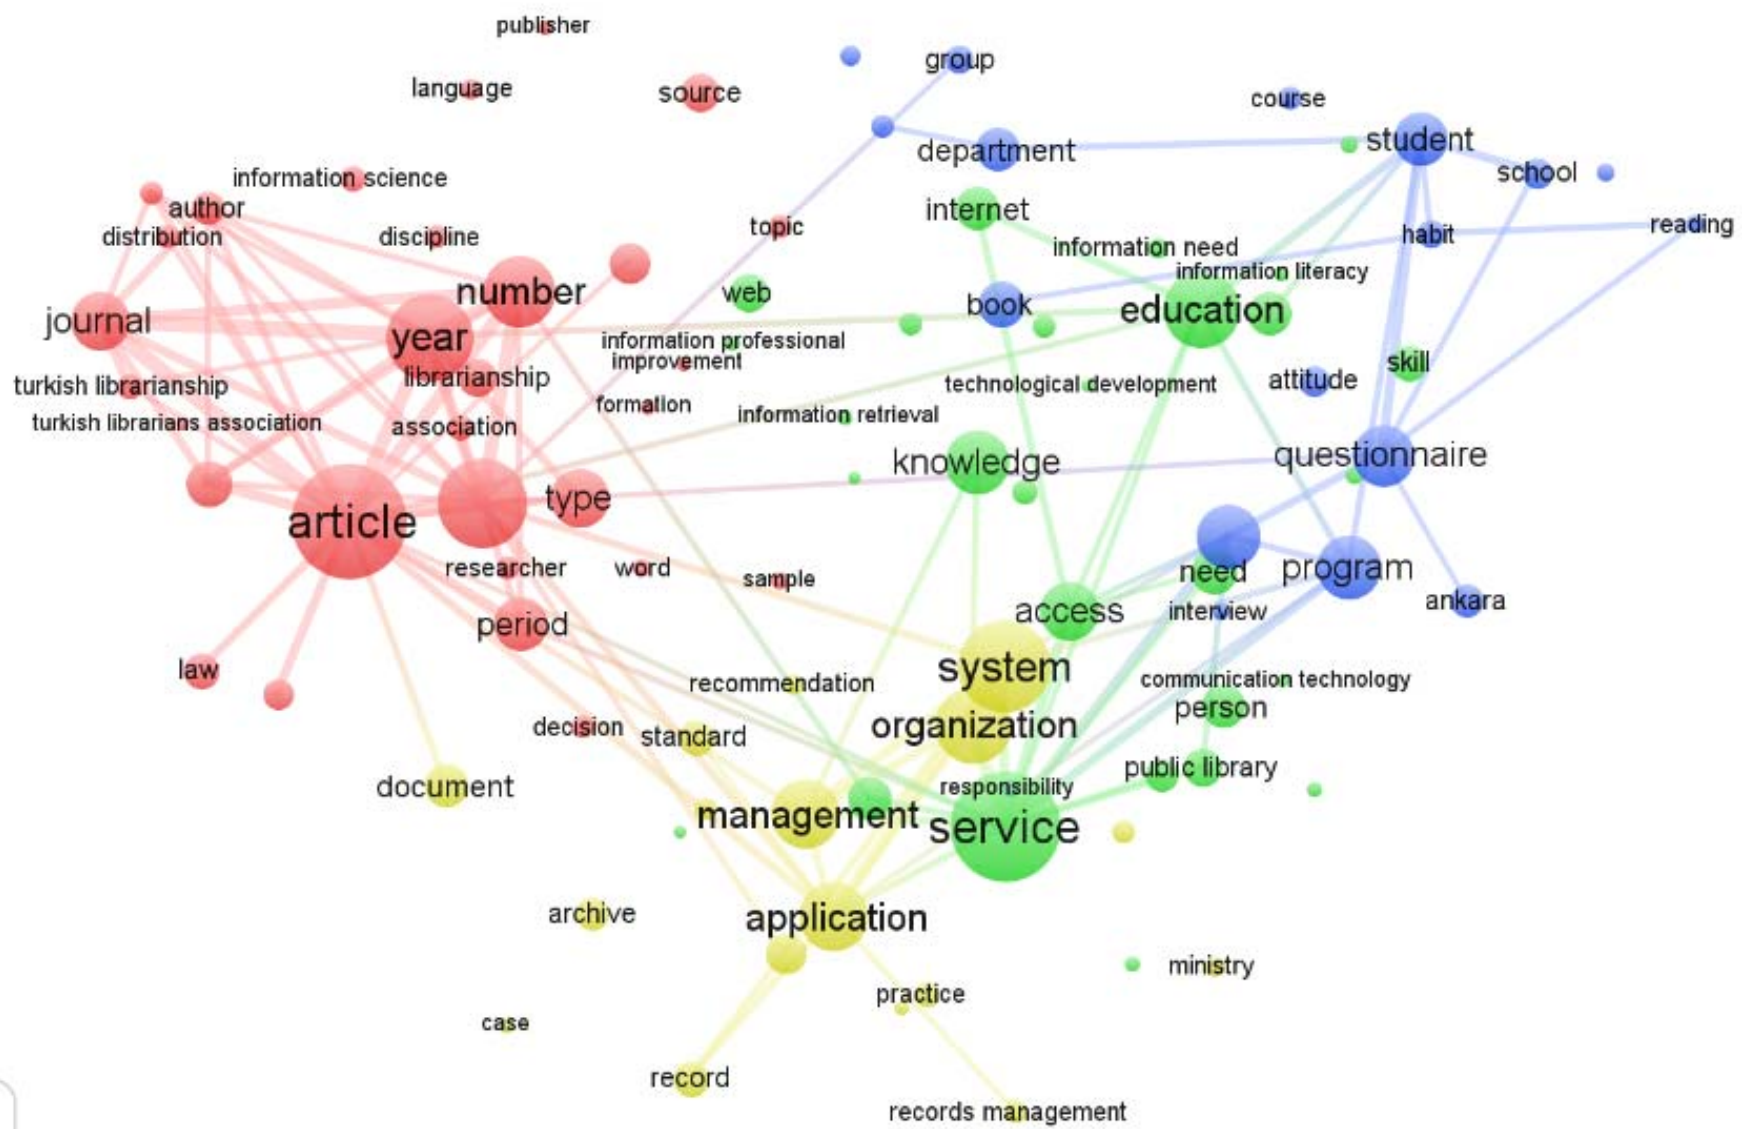 publisher
group
language
source
course
student
department
school
information science
author
internet
reading
topic
distribution
discipline
habit
information need
information literacy
number
web
book
education
journal
year
information professional
improvement
skill
librarianship
attitude
technological development
turkish librarianship
formation
information retrieval
turkish librarians association
association
questionnaire
knowledge
type
article
researcher
word
sample
need
program
ankara
access
interview
period
system
law
recommendation
communication technology
person
organization
decision
standard
public library
document
responsibility
management
service
archive
application
ministry
practice
case
record
records management